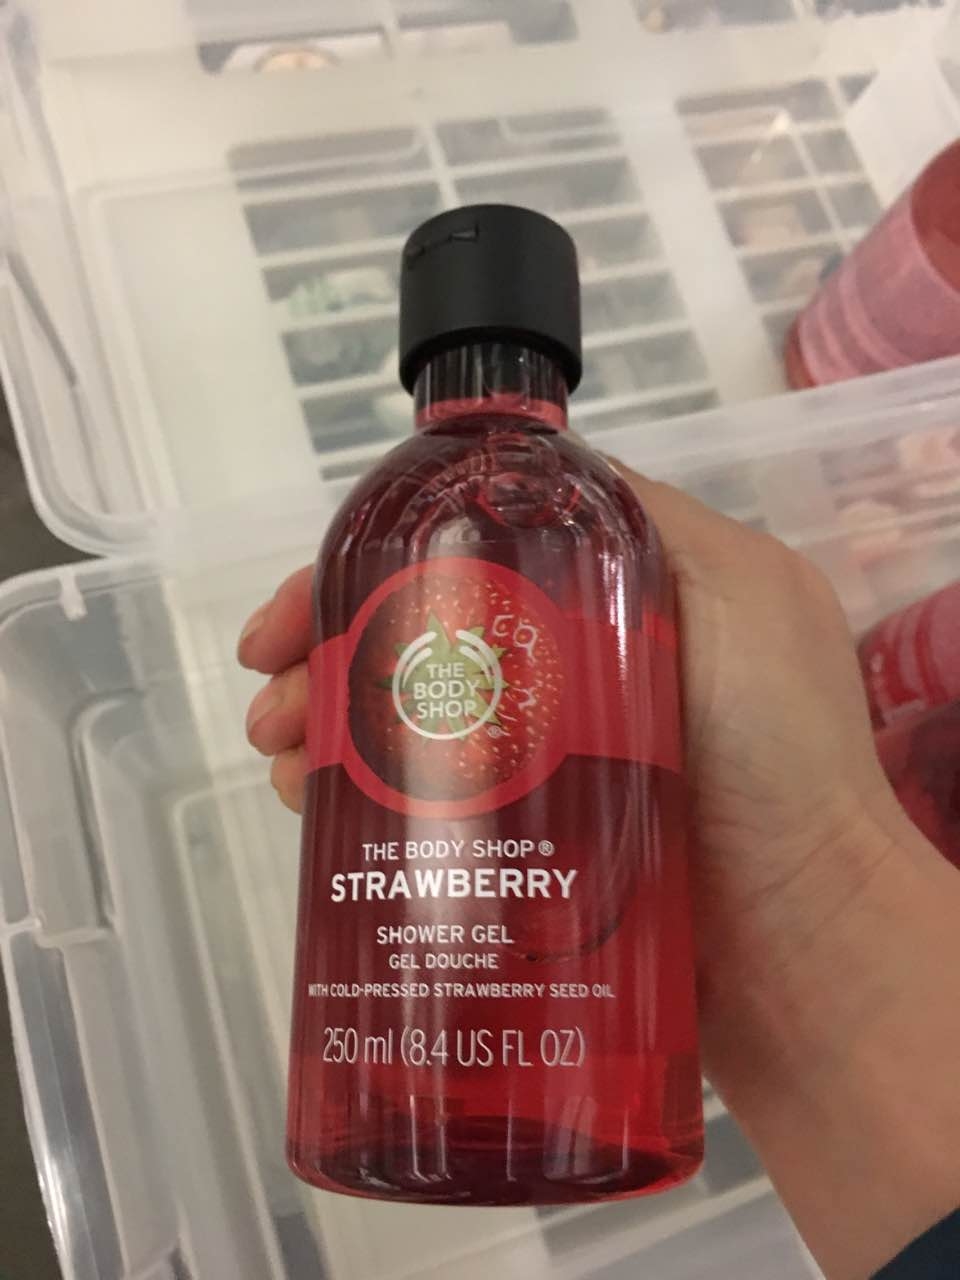 THE
BODY
SHOP
®
THE BODY SHOP®
STRAWBERRY
SHOWER GEL
GEL DOUCHE
WITH COLD-PRESSED STRAWBERRY SEED OIL
250 ml (8.4 US FL OZ)